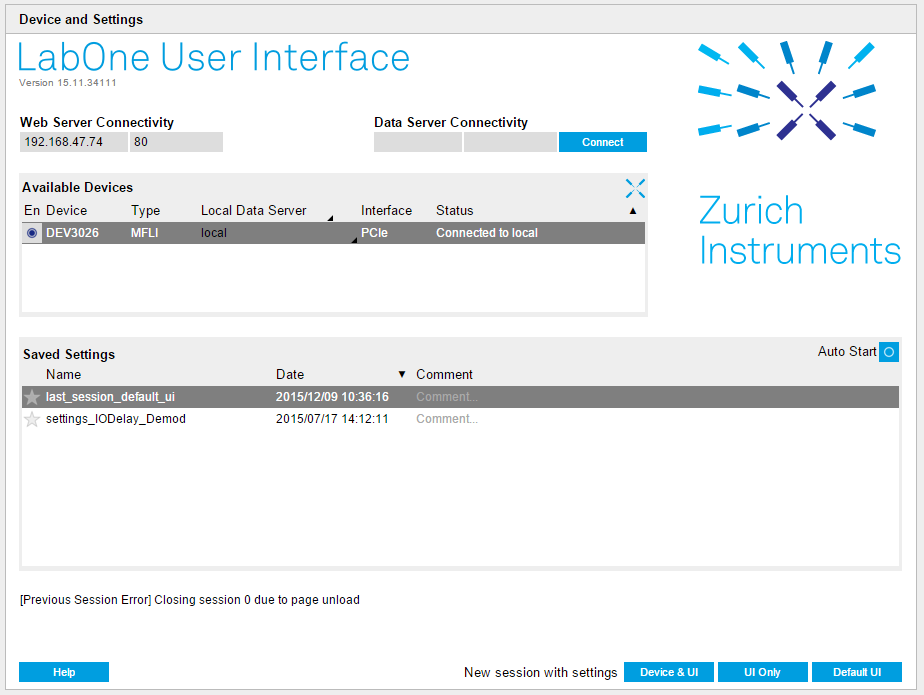 Device and Settings
LabOne User Interface
Version 15.11.34111
Web Server Connectivity Data Server Connectivity
192.168.47.74 80 Connect
Available Devices
En Device Type Local Data Server Interface Status
DEV3026 MFLI local PCIe Connected to local
Zurich
Instruments
Saved Settings Auto Start
Name Date Comment
last_session_default_ui 2015/12/09 10:36:16 Comment...
settings_IODelay_Demod 2015/07/17 14:12:11 Comment...
[Previous Session Error] Closing session 0 due to page unload
Help New session with settings Device & UI UI Only Default UI